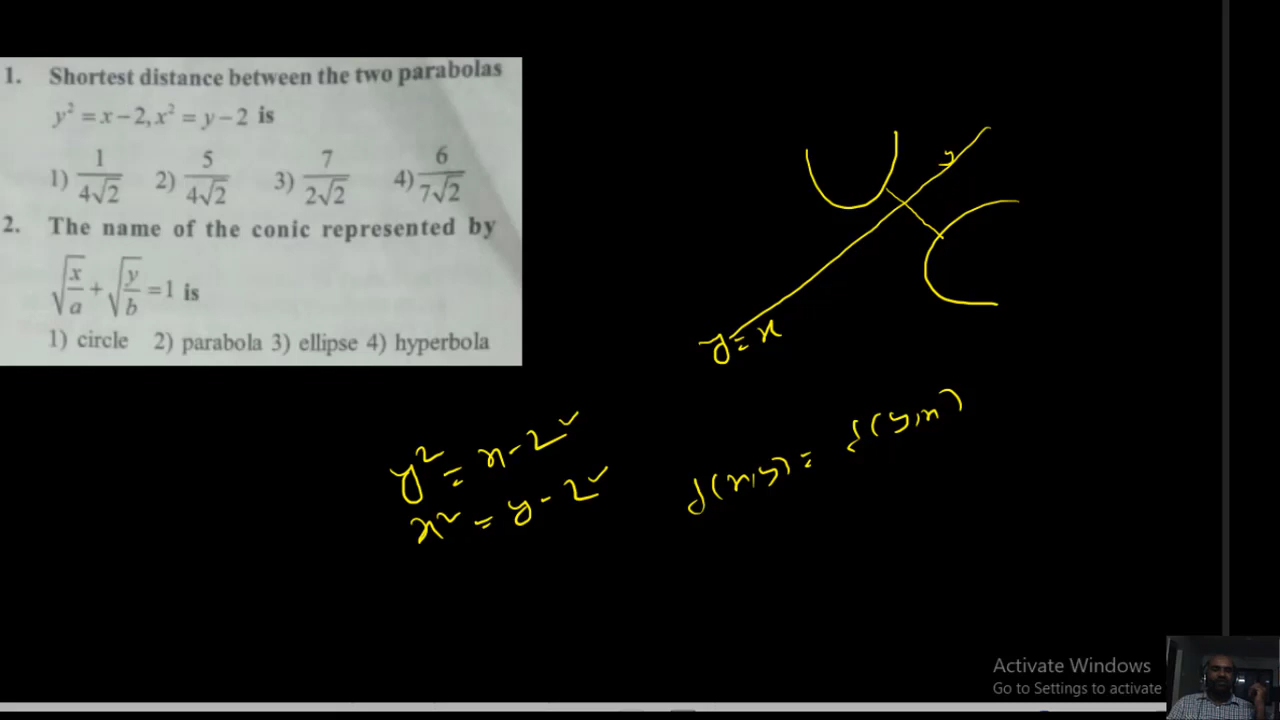 1. Shortest distance between the two parabolas
y² = x – 2, x² = y – 2 is
1) 1/4√2 2) 5/4√2 3) 7/2√2 4) 6/7√2
2. The name of the conic represented by
√(x/a) + √(y/b) = 1 is
1) circle 2) parabola 3) ellipse 4) hyperbola
y = x
y² = x - 2 ✓
x² = y - 2 ✓
f(x,y) = f(y,x)
Activate Windows
Go to Settings to activate